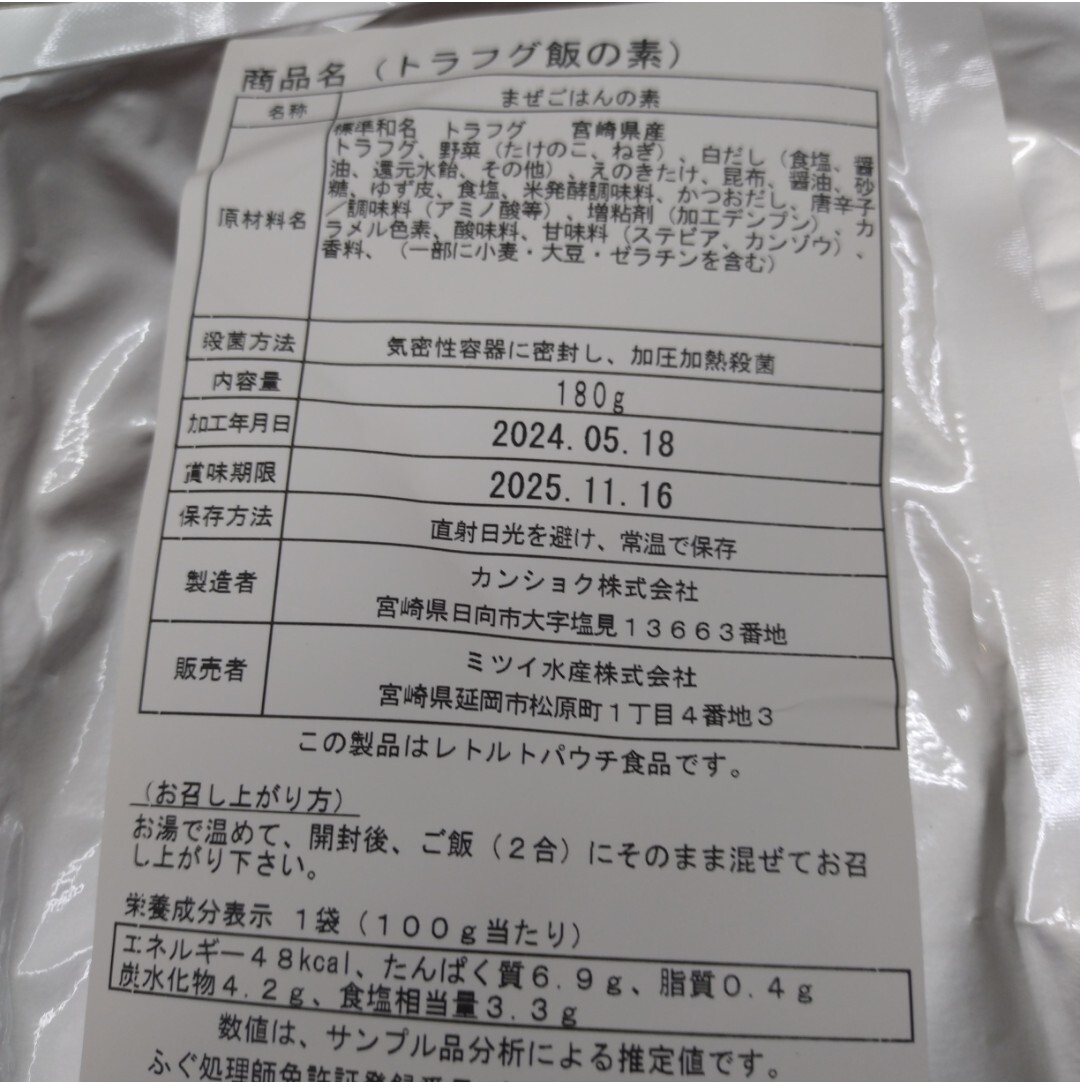 商品名（トラフグ飯の素）
名称 まぜごはんの素
原材料名
標準和名 トラフグ 宮崎県産
トラフグ、野菜（たけのこ、ねぎ）、白だし（食塩、醤
油、還元水飴、その他）、えのきたけ、昆布、醤油、砂
糖、ゆず皮、食塩、米発酵調味料、かつおだし、唐辛子
／調味料（アミノ酸等）、増粘剤（加工デンプン）、カ
ラメル色素、酸味料、甘味料（ステビア、カンゾウ）、
香料、（一部に小麦・大豆・ゼラチンを含む）
殺菌方法 気密性容器に密封し、加圧加熱殺菌
内容量 180g
加工年月日 2024.05.18
賞味期限 2025.11.16
保存方法 直射日光を避け、常温で保存
製造者 カンショク株式会社
宮崎県日向市大字塩見１３６６３番地
販売者 ミツイ水産株式会社
宮崎県延岡市松原町１丁目４番地３
この製品はレトルトパウチ食品です。
（お召し上がり方）
お湯で温めて、開封後、ご飯（２合）にそのまま混ぜてお召
し上がり下さい。
栄養成分表示 １袋（１００ｇ当たり）
エネルギー４８kcal、たんぱく質６.９ｇ、脂質０.４ｇ
炭水化物４.２ｇ、食塩相当量３.３ｇ
数値は、サンプル品分析による推定値です。
ふぐ処理師免許証登録番号